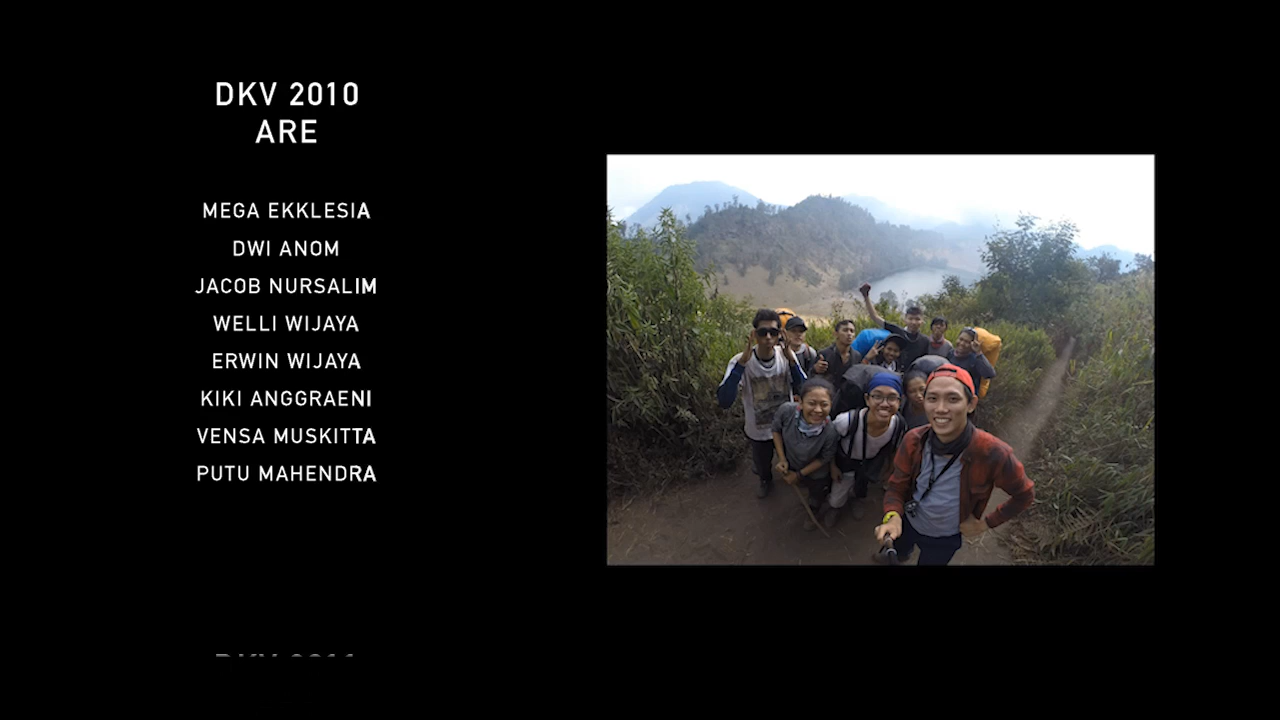 DKV 2010
ARE
MEGA EKKLESIA
DWI ANOM
JACOB NURSALIM
WELLI WIJAYA
ERWIN WIJAYA
KIKI ANGGRAENI
VENSA MUSKITTA
PUTU MAHENDRA